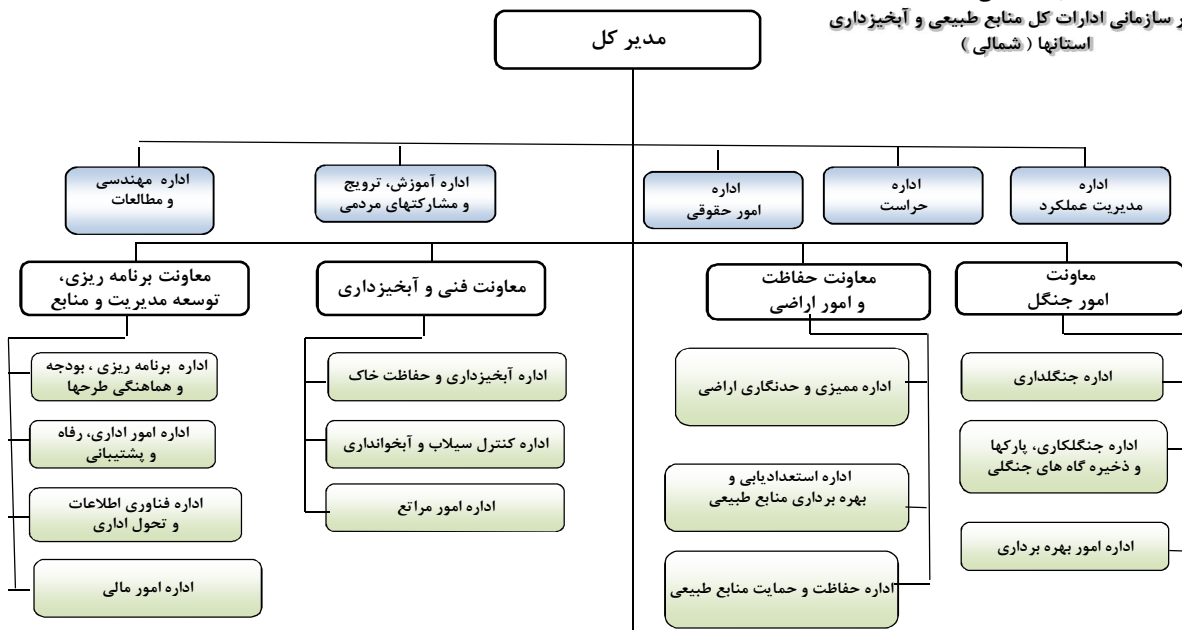 ر سازمانی ادارات کل منابع طبیعی و آبخیزداری
استانها ( شمالی )
مدیر کل
اداره
مدیریت عملکرد
اداره
حراست
اداره
امور حقوقی
اداره آموزش، ترویج
و مشارکتهای مردمی
اداره مهندسی
و مطالعات
معاونت
امور جنگل
معاونت حفاظت
و امور اراضی
معاونت فنی و آبخیزداری
معاونت برنامه ریزی،
توسعه مدیریت و منابع
اداره جنگلداری
اداره جنگلکاری، پارکها
و ذخیره گاه های جنگلی
اداره امور بهره برداری
اداره ممیزی و حدنگاری اراضی
اداره استعدادیابی و
بهره برداری منابع طبیعی
اداره حفاظت و حمایت منابع طبیعی
اداره آبخیزداری و حفاظت خاک
اداره کنترل سیلاب و آبخوانداری
اداره امور مراتع
اداره برنامه ریزی ، بودجه
و هماهنگی طرحها
اداره امور اداری، رفاه
و پشتیبانی
اداره فناوری اطلاعات
و تحول اداری
اداره امور مالی